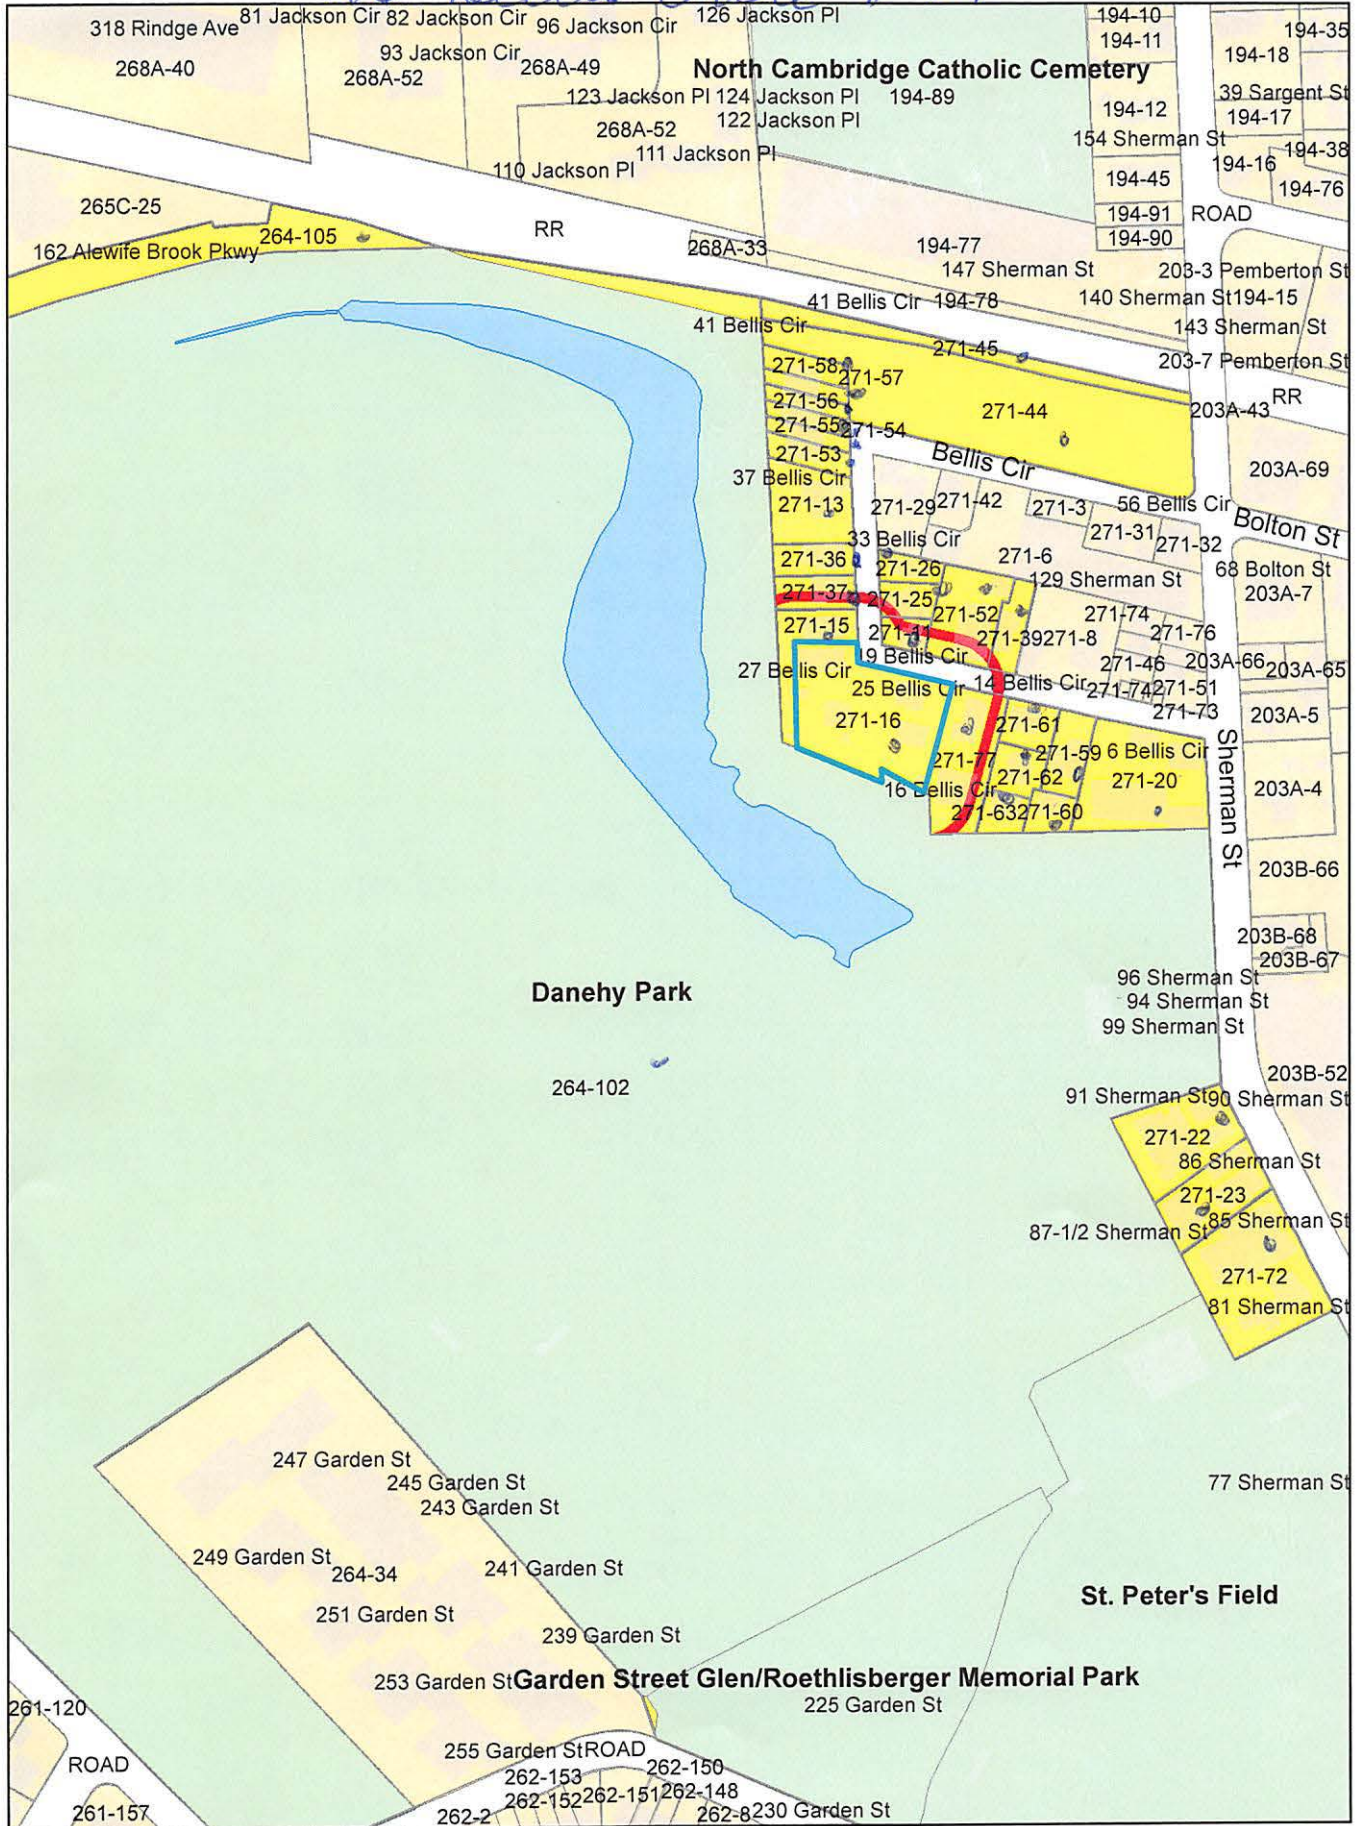 81 Jackson Cir 82 Jackson Cir 96 Jackson Cir 126 Jackson Pl 194-10 194-35
318 Rindge Ave 194-11 194-18
93 Jackson Cir
268A-40 268A-52 268A-49 North Cambridge Catholic Cemetery
123 Jackson Pl 124 Jackson Pl 194-89 39 Sargent St
194-12 194-17
268A-52 122 Jackson Pl
154 Sherman St
111 Jackson Pl 194-16 194-38
110 Jackson Pl 194-45 194-76
265C-25 194-91 ROAD
264-105 RR 194-90
162 Alewife Brook Pkwy 268A-33 194-77
147 Sherman St 203-3 Pemberton St
41 Bellis Cir 194-78 140 Sherman St 194-15
41 Bellis Cir 143 Sherman St
271-45 203-7 Pemberton St
271-58 271-57
RR
271-56 271-44 203A-43
271-55 271-54
271-53 Bellis Cir 203A-69
37 Bellis Cir
271-13 271-29 271-42 271-3 56 Bellis Cir Bolton St
33 Bellis Cir 271-31 271-32
271-36 271-26 271-6 68 Bolton St
129 Sherman St
271-37 271-25 203A-7
271-52 271-74
271-15 271-11 271-39 271-8 271-76
19 Bellis Cir 271-46 203A-66 203A-65
27 Bellis Cir 25 Bellis Cir 14 Bellis Cir 271-74 271-51
271-16 271-61 271-73 203A-5
271-77 271-59 6 Bellis Cir Sherman St
271-62 271-20
16 Bellis Cir 203A-4
271-63 271-60
203B-66
203B-68
203B-67
96 Sherman St
Danehy Park 94 Sherman St
99 Sherman St
264-102 203B-52
91 Sherman St 90 Sherman St
271-22
86 Sherman St
271-23
87-1/2 Sherman St 85 Sherman St
271-72
81 Sherman St
247 Garden St
245 Garden St 77 Sherman St
243 Garden St
249 Garden St
264-34 241 Garden St
St. Peter's Field
251 Garden St
239 Garden St
253 Garden St Garden Street Glen/Roethlisberger Memorial Park
261-120 225 Garden St
255 Garden St ROAD
ROAD 262-150
262-153
262-152 262-151 262-148
261-157 262-2 262-8 230 Garden St